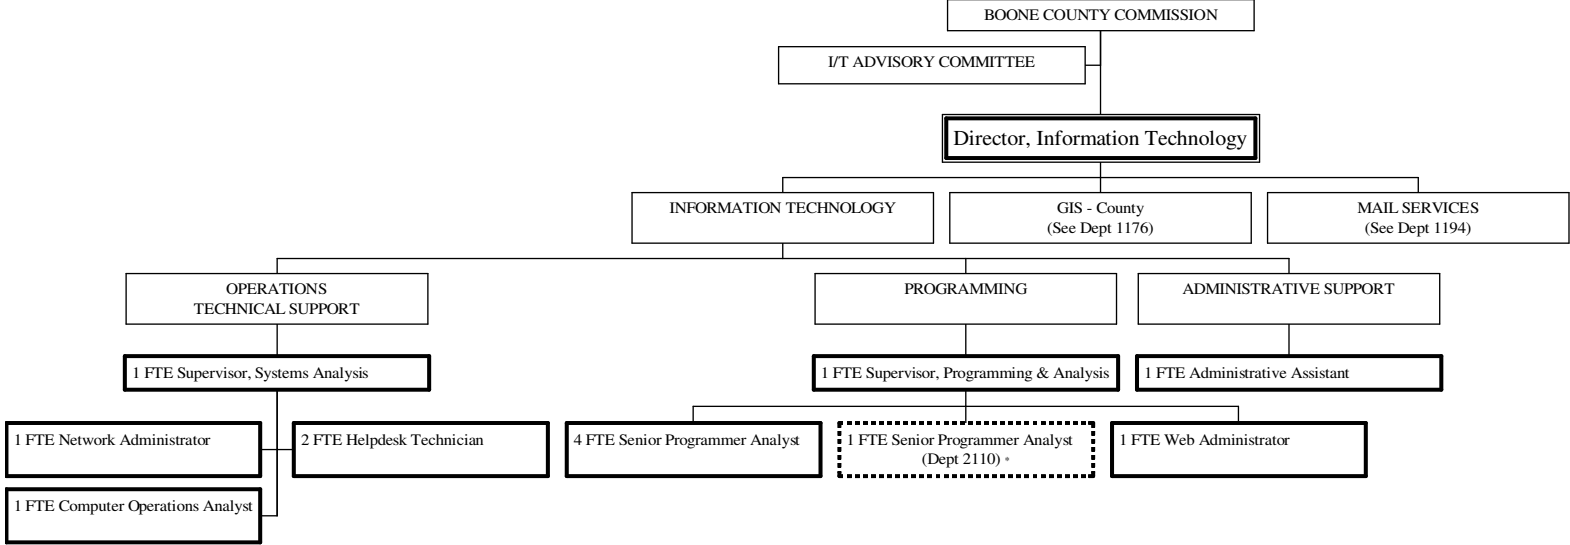 BOONE COUNTY COMMISSION
I/T ADVISORY COMMITTEE
Director, Information Technology
INFORMATION TECHNOLOGY
GIS - County
(See Dept 1176)
MAIL SERVICES
(See Dept 1194)
OPERATIONS
TECHNICAL SUPPORT
PROGRAMMING
ADMINISTRATIVE SUPPORT
1 FTE Supervisor, Systems Analysis
1 FTE Supervisor, Programming & Analysis
1 FTE Administrative Assistant
1 FTE Network Administrator
2 FTE Helpdesk Technician
4 FTE Senior Programmer Analyst
1 FTE Senior Programmer Analyst
(Dept 2110) *
1 FTE Web Administrator
1 FTE Computer Operations Analyst